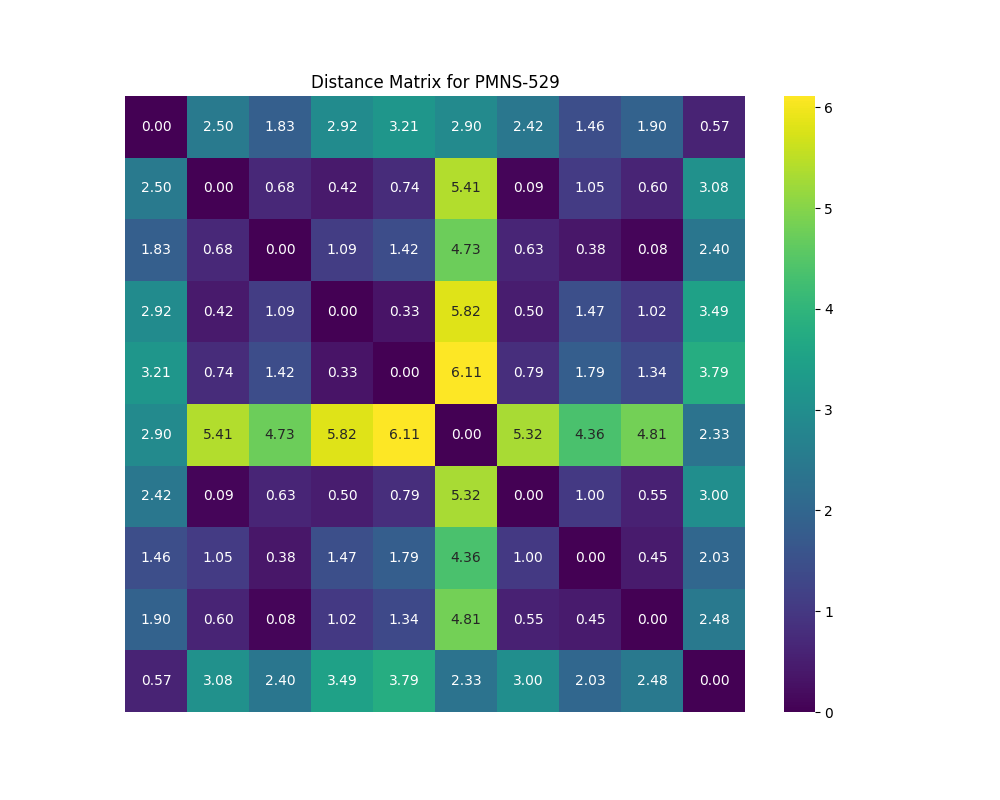 Distance Matrix for PMNS-529
0.00 2.50 1.83 2.92 3.21 2.90 2.42 1.46 1.90 0.57
2.50 0.00 0.68 0.42 0.74 5.41 0.09 1.05 0.60 3.08
1.83 0.68 0.00 1.09 1.42 4.73 0.63 0.38 0.08 2.40
2.92 0.42 1.09 0.00 0.33 5.82 0.50 1.47 1.02 3.49
3.21 0.74 1.42 0.33 0.00 6.11 0.79 1.79 1.34 3.79
2.90 5.41 4.73 5.82 6.11 0.00 5.32 4.36 4.81 2.33
2.42 0.09 0.63 0.50 0.79 5.32 0.00 1.00 0.55 3.00
1.46 1.05 0.38 1.47 1.79 4.36 1.00 0.00 0.45 2.03
1.90 0.60 0.08 1.02 1.34 4.81 0.55 0.45 0.00 2.48
0.57 3.08 2.40 3.49 3.79 2.33 3.00 2.03 2.48 0.00
6
5
4
3
2
1
0